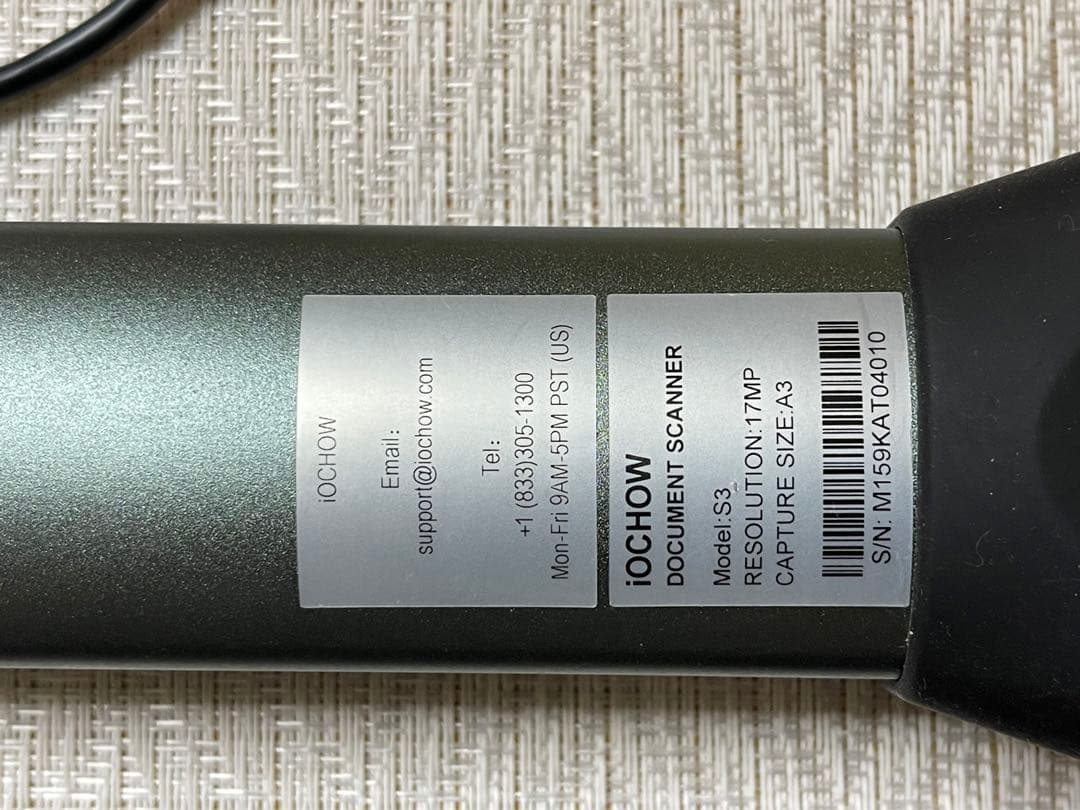 iOCHOW
Email:
support@iochow.com
Tel:
+1 (833)305-1300
Mon-Fri 9AM-5PM PST (US)
iOCHOW
DOCUMENT SCANNER
Model:S3
RESOLUTION:17MP
CAPTURE SIZE:A3
S/N: M159KAT04010